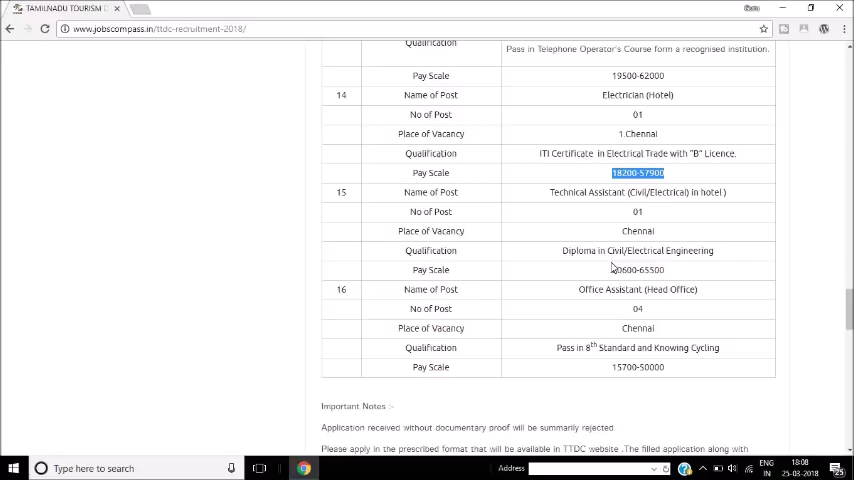 TAMILNADU TOURISM D
www.jobscompass.in/ttdc-recruitment-2018/
Qualification
Pass in Telephone Operator's Course form a recognised institution.
Pay Scale 19500-62000
14 Name of Post Electrician (Hotel)
No of Post 01
Place of Vacancy 1.Chennai
Qualification ITI Certificate in Electrical Trade with "B" Licence.
Pay Scale 18200-57900
15 Name of Post Technical Assistant (Civil/Electrical) in hotel )
No of Post 01
Place of Vacancy Chennai
Qualification Diploma in Civil/Electrical Engineering
Pay Scale 0600-65500
16 Name of Post Office Assistant (Head Office)
No of Post 04
Place of Vacancy Chennai
Qualification Pass in 8th Standard and Knowing Cycling
Pay Scale 15700-50000
Important Notes :-
Application received without documentary proof will be summarily rejected
Please apply in the prescribed format that will be available in TTDC website .The filled application along with
Type here to search
Address
ENG
IN
18:08
25-08-2018
25